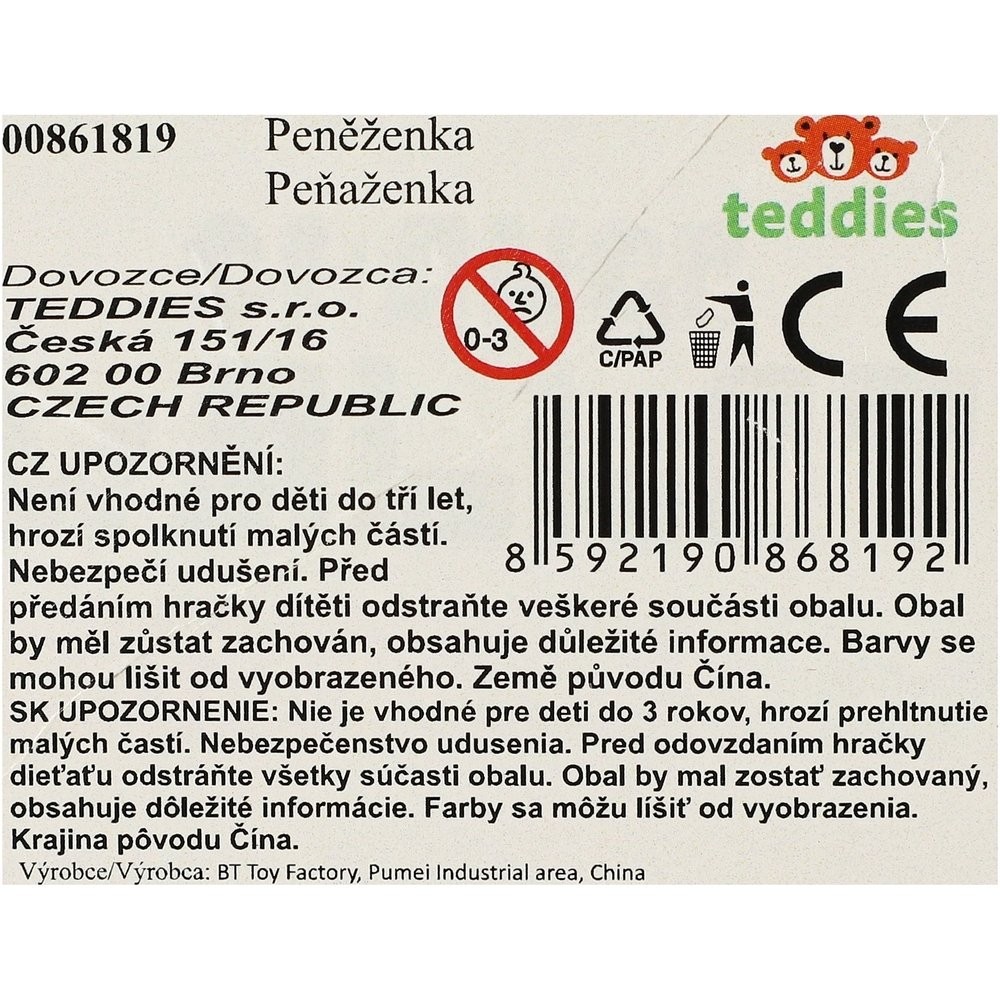 00861819
Peněženka
Peňaženka
teddies
Dovozce/Dovozca:
TEDDIES s.r.o.
Česká 151/16
602 00 Brno
CZECH REPUBLIC
0-3
C/PAP
CE
8 592190 868192
CZ UPOZORNĚNÍ:
Není vhodné pro děti do tří let,
hrozí spolknutí malých částí.
Nebezpečí udušení. Před
předáním hračky dítěti odstraňte veškeré součásti obalu. Obal
by měl zůstat zachován, obsahuje důležité informace. Barvy se
mohou lišit od vyobrazeného. Země původu Čína.
SK UPOZORNENIE: Nie je vhodné pre deti do 3 rokov, hrozí prehltnutie
malých častí. Nebezpečenstvo udusenia. Pred odovzdaním hračky
dieťaťu odstráňte všetky súčasti obalu. Obal by mal zostať zachovaný,
obsahuje dôležité informácie. Farby sa môžu líšiť od vyobrazenia.
Krajina pôvodu Čína.
Výrobce/Výrobca: BT Toy Factory, Pumei Industrial area, China